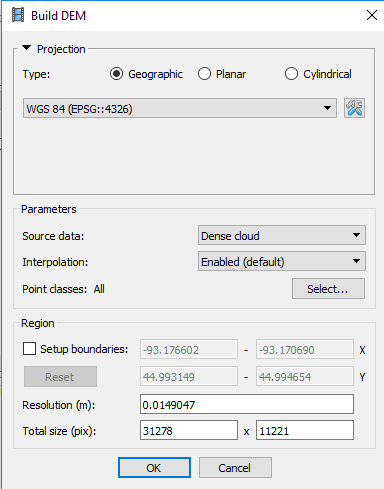 Build DEM
Projection
Type: Geographic Planar Cylindrical
WGS 84 (EPSG::4326)
Parameters
Source data: Dense cloud
Interpolation: Enabled (default)
Point classes: All Select...
Region
Setup boundaries: -93.176602 - -93.170690 X
Reset 44.993149 - 44.994654 Y
Resolution (m): 0.0149047
Total size (pix): 31278 x 11221
OK Cancel